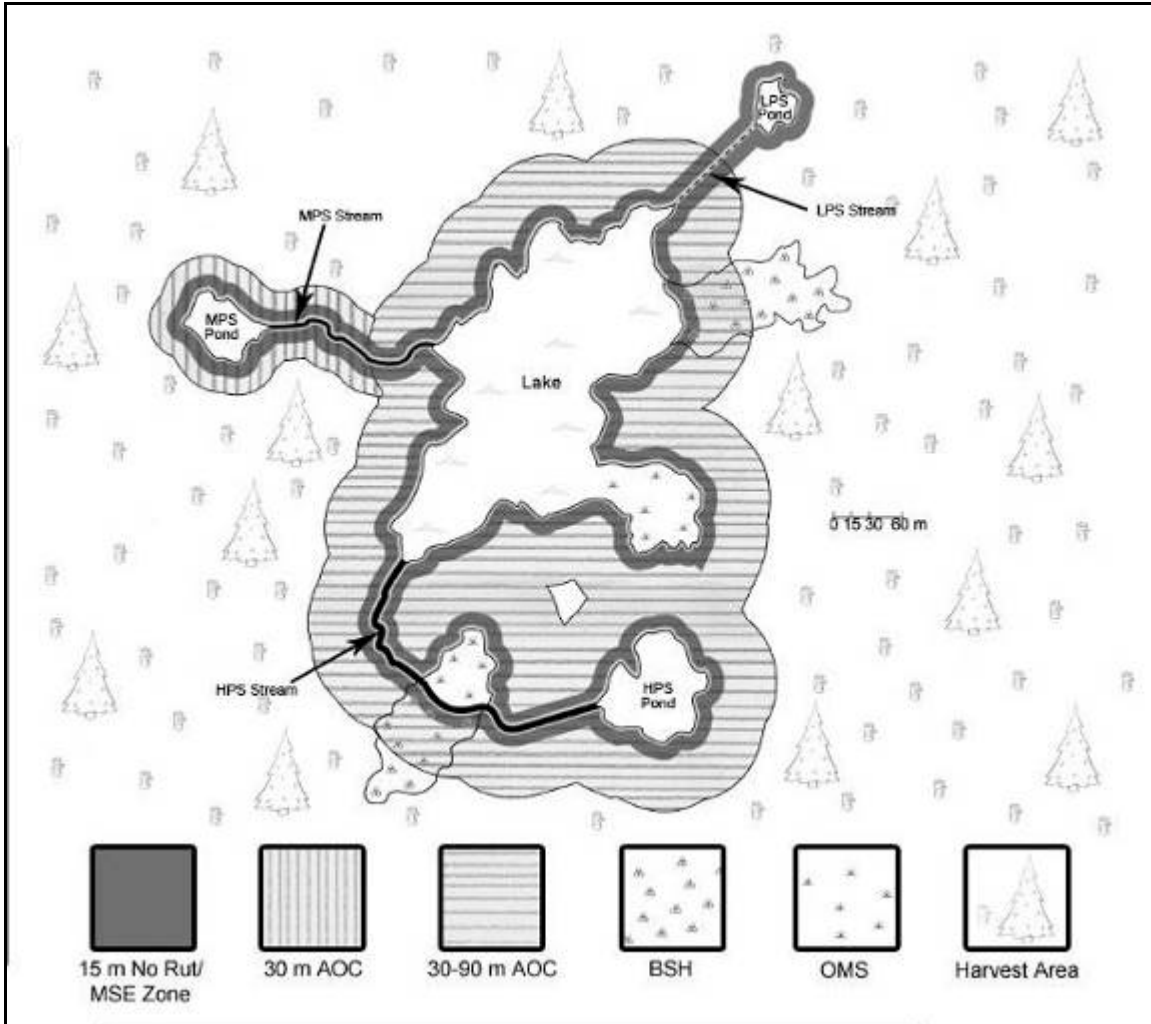 LPS
Pond
LPS Stream
MPS Stream
MPS
Pond
Lake
0 15 30 60 m
HPS Stream
HPS
Pond
15 m No Rut/
MSE Zone
30 m AOC
30-90 m AOC
BSH
OMS
Harvest Area